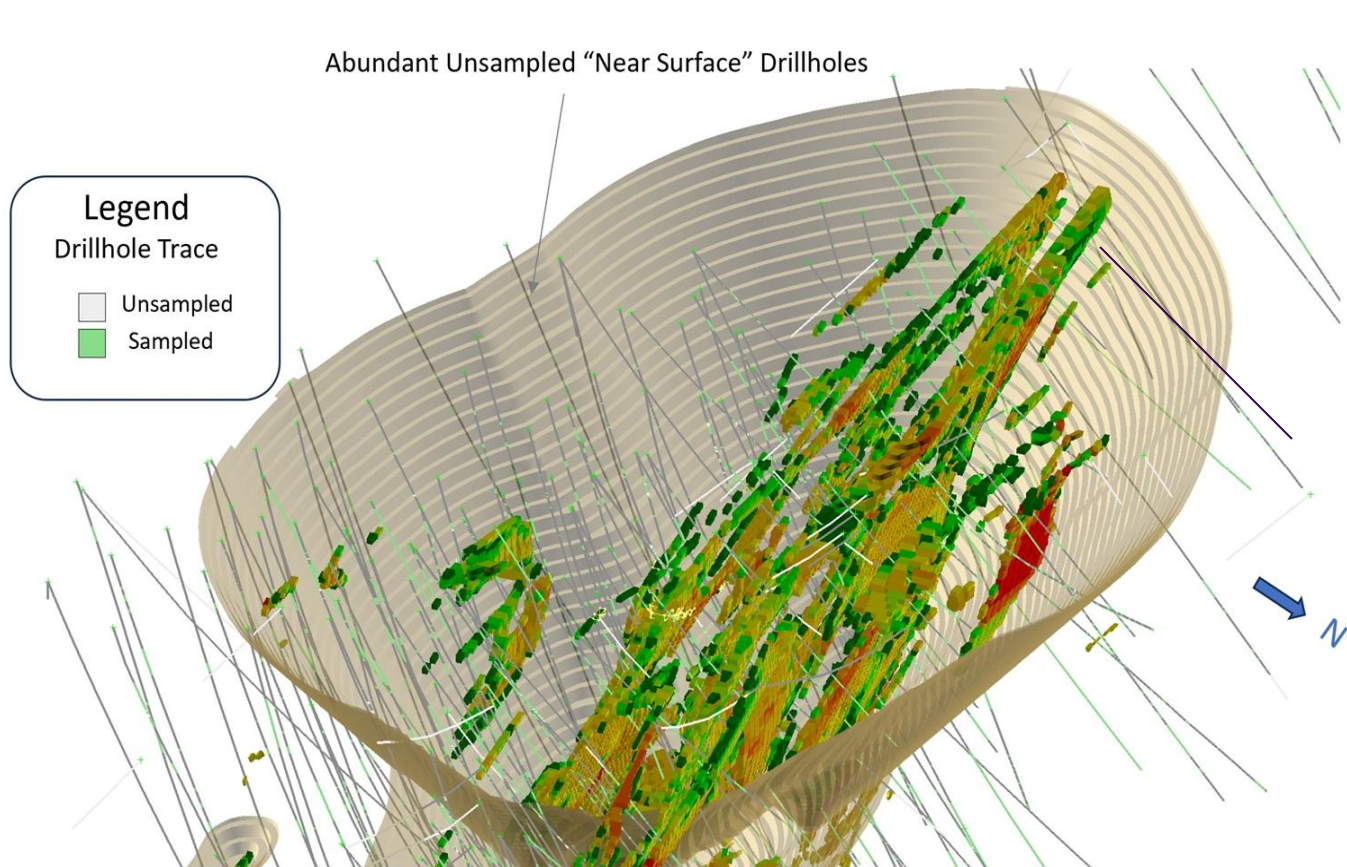 Abundant Unsampled “Near Surface” Drillholes
Legend
Drillhole Trace
Unsampled
Sampled
N